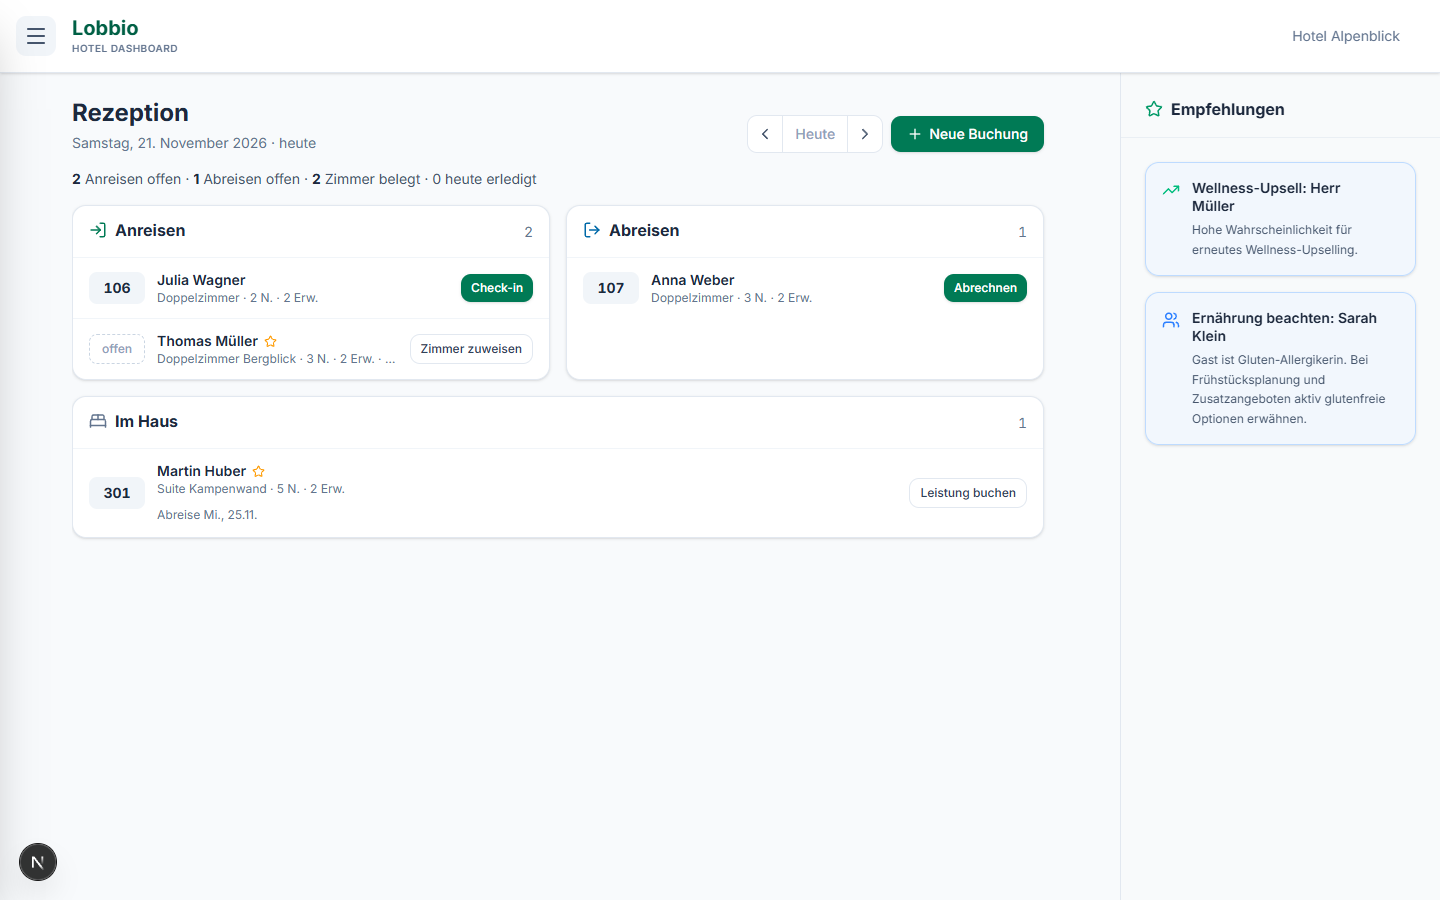 Lobbio
HOTEL DASHBOARD
Hotel Alpenblick
Rezeption
Samstag, 21. November 2026 · heute
Heute
Neue Buchung
2 Anreisen offen · 1 Abreisen offen · 2 Zimmer belegt · 0 heute erledigt
Anreisen
2
106
Julia Wagner
Doppelzimmer · 2 N. · 2 Erw.
Check-in
offen
Thomas Müller
Doppelzimmer Bergblick · 3 N. · 2 Erw. · ...
Zimmer zuweisen
Abreisen
1
107
Anna Weber
Doppelzimmer · 3 N. · 2 Erw.
Abrechnen
Im Haus
1
301
Martin Huber
Suite Kampenwand · 5 N. · 2 Erw.
Abreise Mi., 25.11.
Leistung buchen
Empfehlungen
Wellness-Upsell: Herr
Müller
Hohe Wahrscheinlichkeit für
erneutes Wellness-Upselling.
Ernährung beachten: Sarah
Klein
Gast ist Gluten-Allergikerin. Bei
Frühstücksplanung und
Zusatzangeboten aktiv glutenfreie
Optionen erwähnen.
N